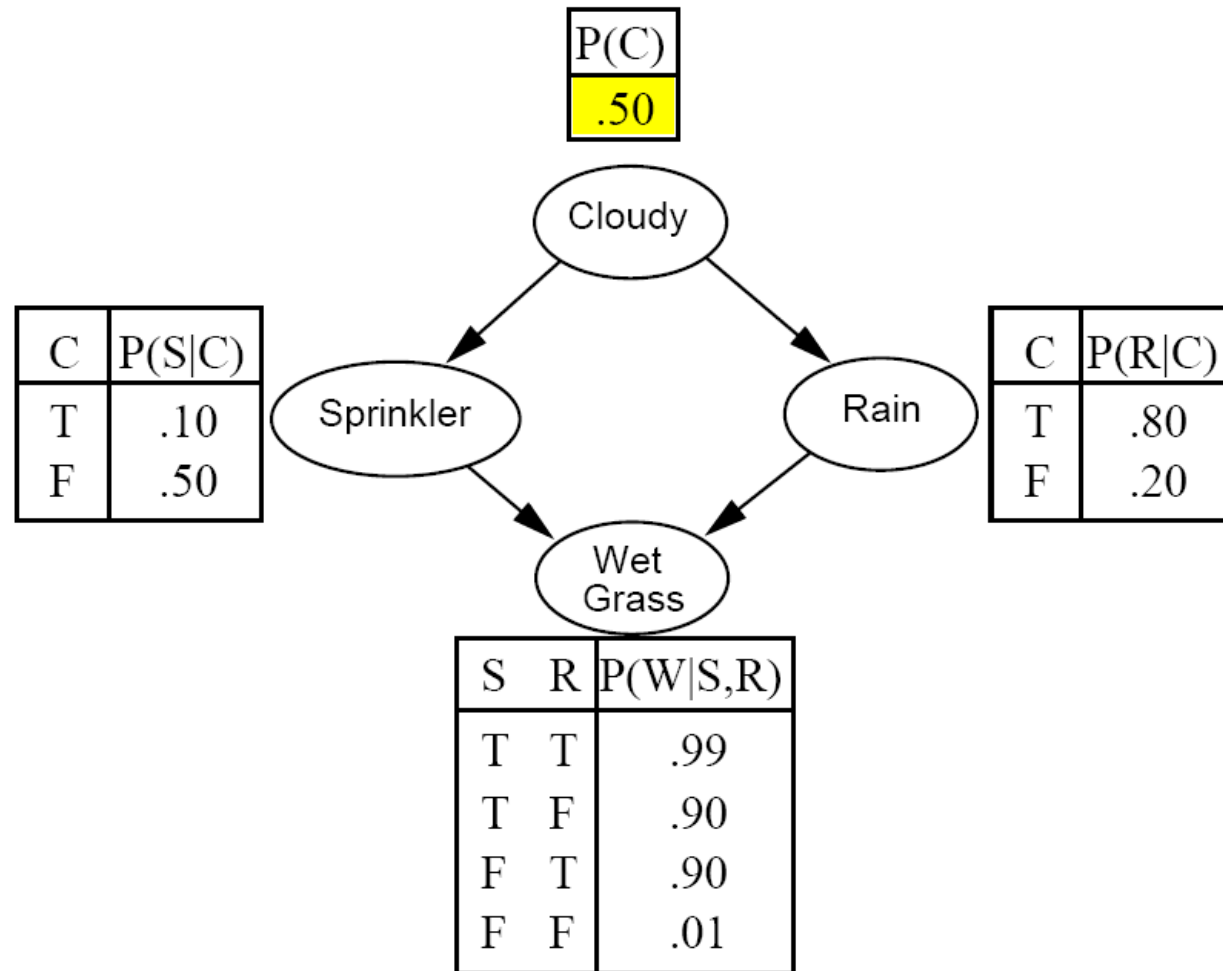 P(C)
.50
Cloudy
C P(S|C)
T .10
F .50
Sprinkler
Rain
C P(R|C)
T .80
F .20
Wet
Grass
S R P(W|S,R)
T T .99
T F .90
F T .90
F F .01